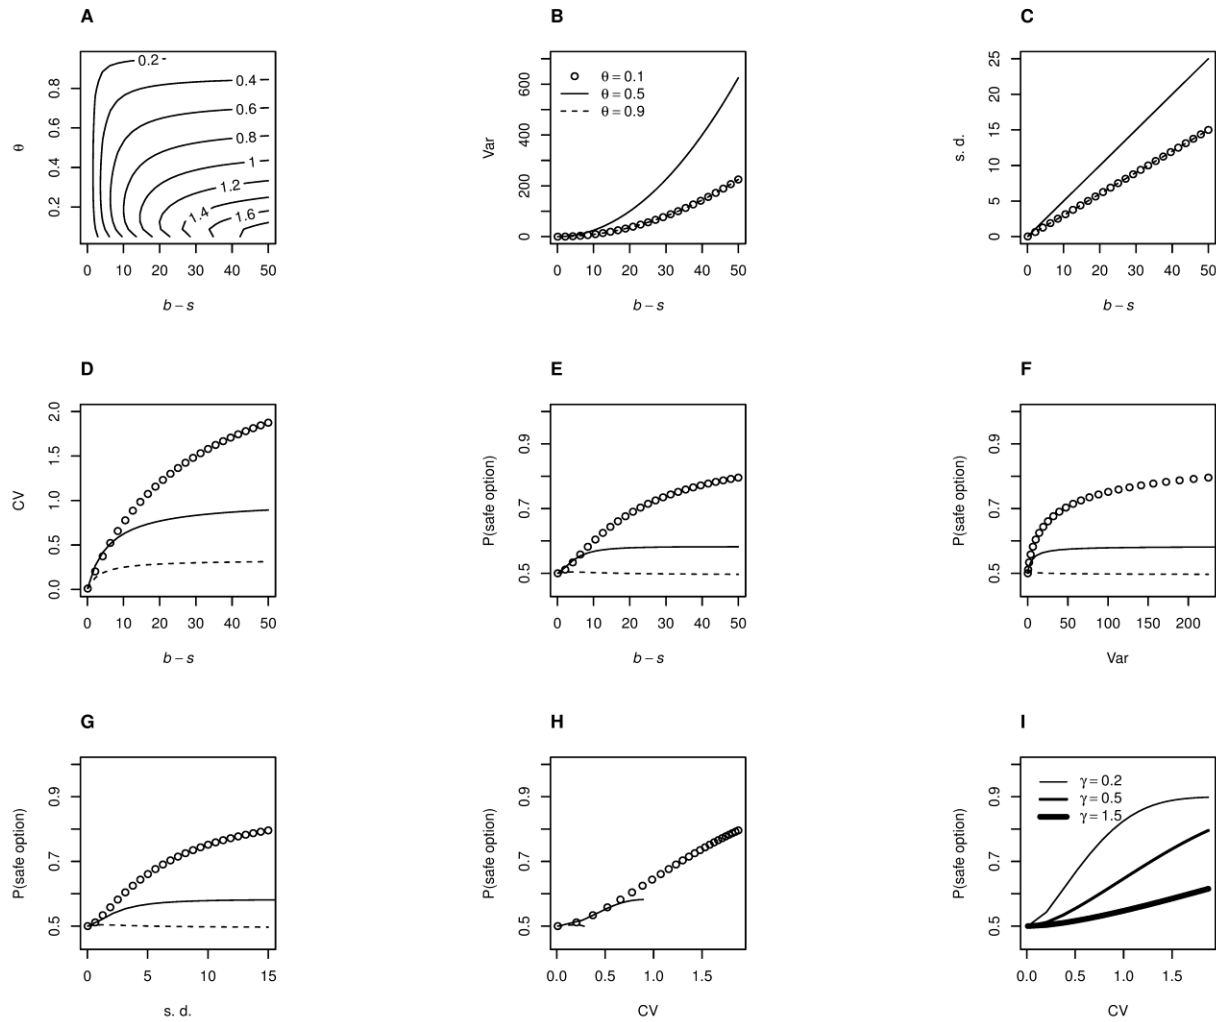 A
B
C
0.2
0.4
0.6
0.8
1
1.2
1.4
1.6
0.8
0.6
0.4
0.2
θ
0 10 20 30 40 50
b − s
θ = 0.1
θ = 0.5
θ = 0.9
600
400
200
0
Var
0 10 20 30 40 50
b − s
25
20
15
10
5
0
s. d.
0 10 20 30 40 50
b − s
D
E
F
2.0
1.5
1.0
0.5
0.0
CV
0 10 20 30 40 50
b − s
0.9
0.7
0.5
P(safe option)
0 10 20 30 40 50
b − s
0.9
0.7
0.5
P(safe option)
0 50 100 150 200
Var
G
H
I
0.9
0.7
0.5
P(safe option)
0 5 10 15
s. d.
0.9
0.7
0.5
P(safe option)
0.0 0.5 1.0 1.5
CV
γ = 0.2
γ = 0.5
γ = 1.5
0.9
0.7
0.5
P(safe option)
0.0 0.5 1.0 1.5
CV